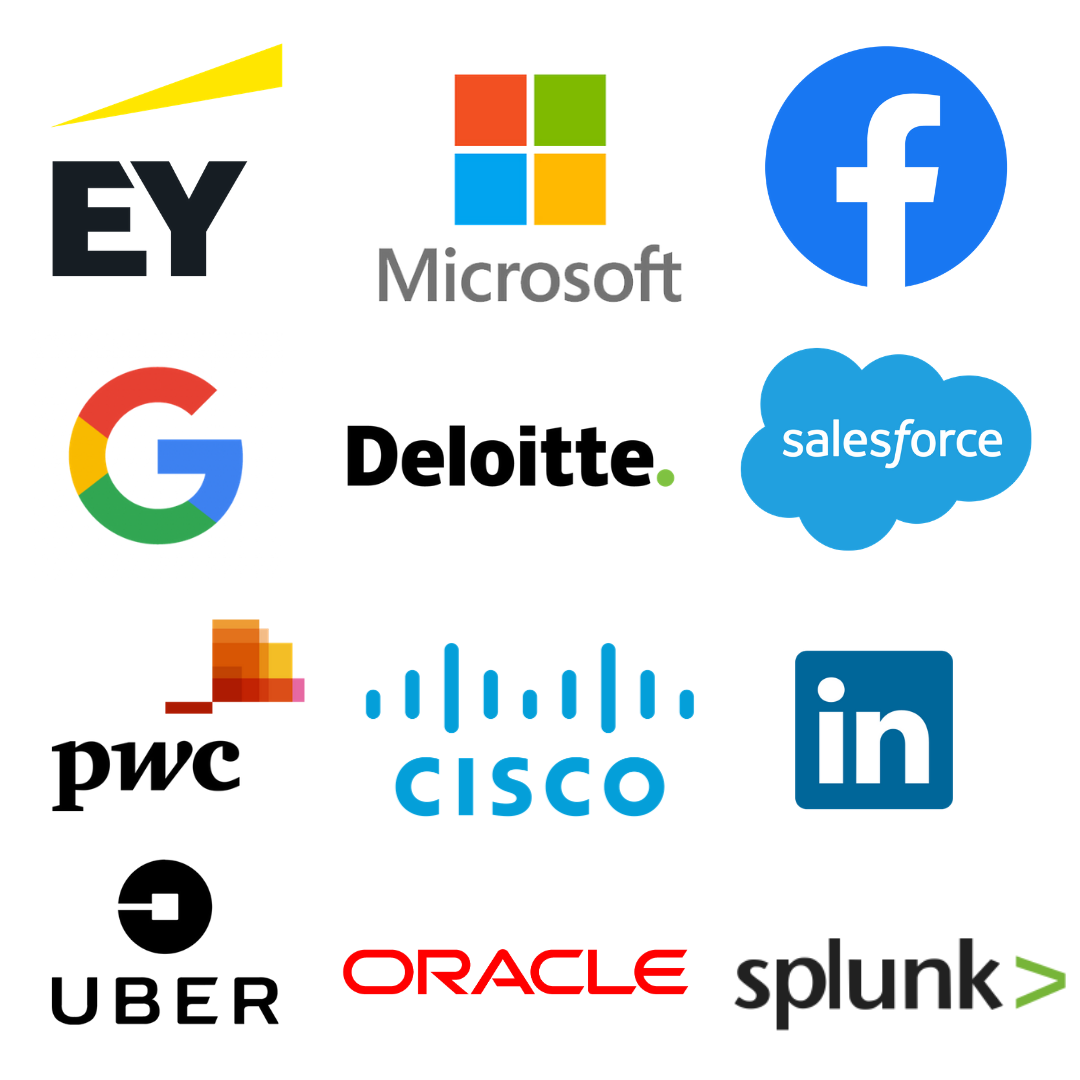 EY
Microsoft
f
G
Deloitte.
salesforce
pwc
CISCO
in
UBER
ORACLE
splunk>